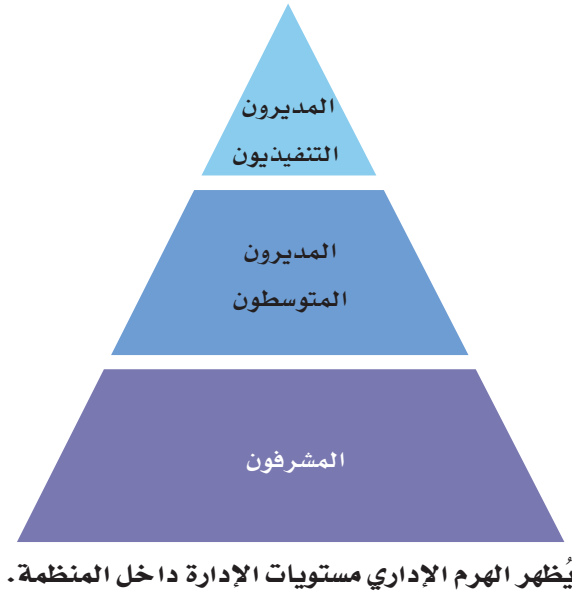 المديرون
التنفيذيون
المديرون
المتوسطون
المشرفون
يُظهر الهرم الإداري مستويات الإدارة داخل المنظمة.